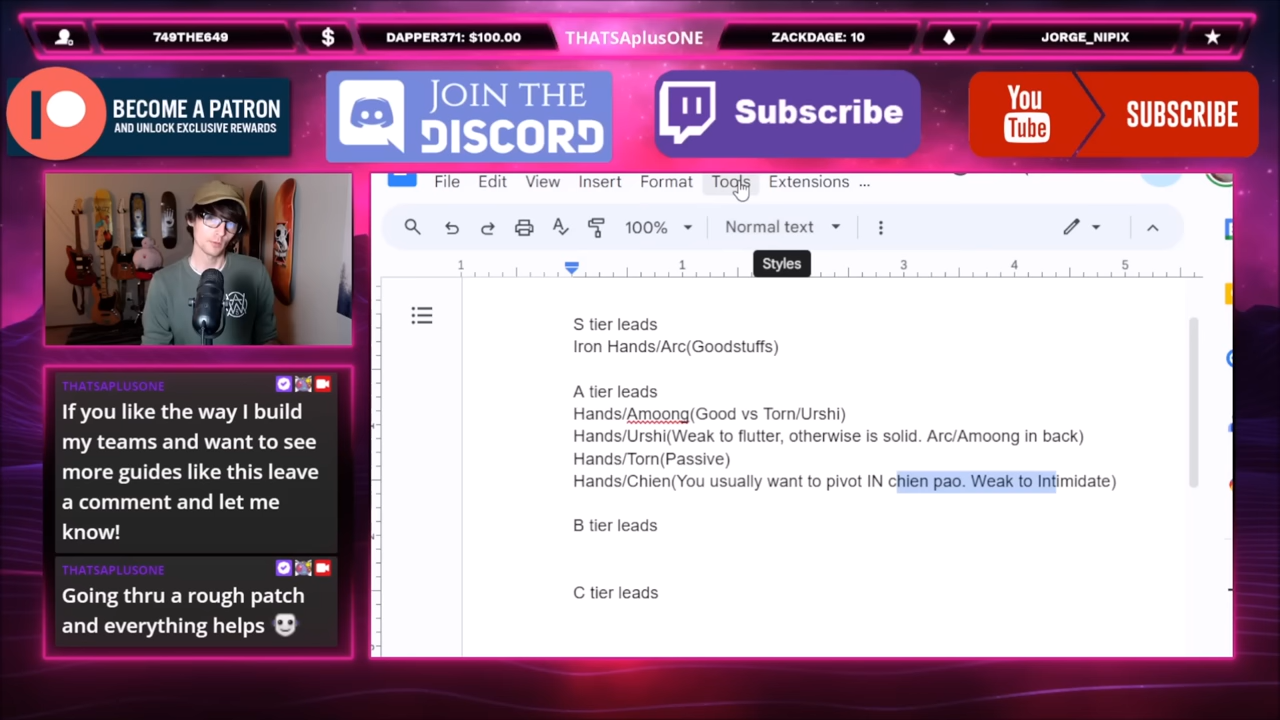 749THE649
$
DAPPER371: $100.00
THATSAplusONE
ZACKDAGE: 10
JORGE_NIPIX
BECOME A PATRON
AND UNLOCK EXCLUSIVE REWARDS
JOIN THE
DISCORD
Subscribe
You
Tube
SUBSCRIBE
File Edit View Insert Format Tools Extensions ...
100% Normal text
Styles
1 1 3 4 5
S tier leads
Iron Hands/Arc(Goodstuffs)
A tier leads
Hands/Amoong(Good vs Torn/Urshi)
Hands/Urshi(Weak to flutter, otherwise is solid. Arc/Amoong in back)
Hands/Torn(Passive)
Hands/Chien(You usually want to pivot IN chien pao. Weak to Intimidate)
B tier leads
C tier leads
THATSAPLUSONE
If you like the way I build
my teams and want to see
more guides like this leave
a comment and let me
know!
THATSAPLUSONE
Going thru a rough patch
and everything helps